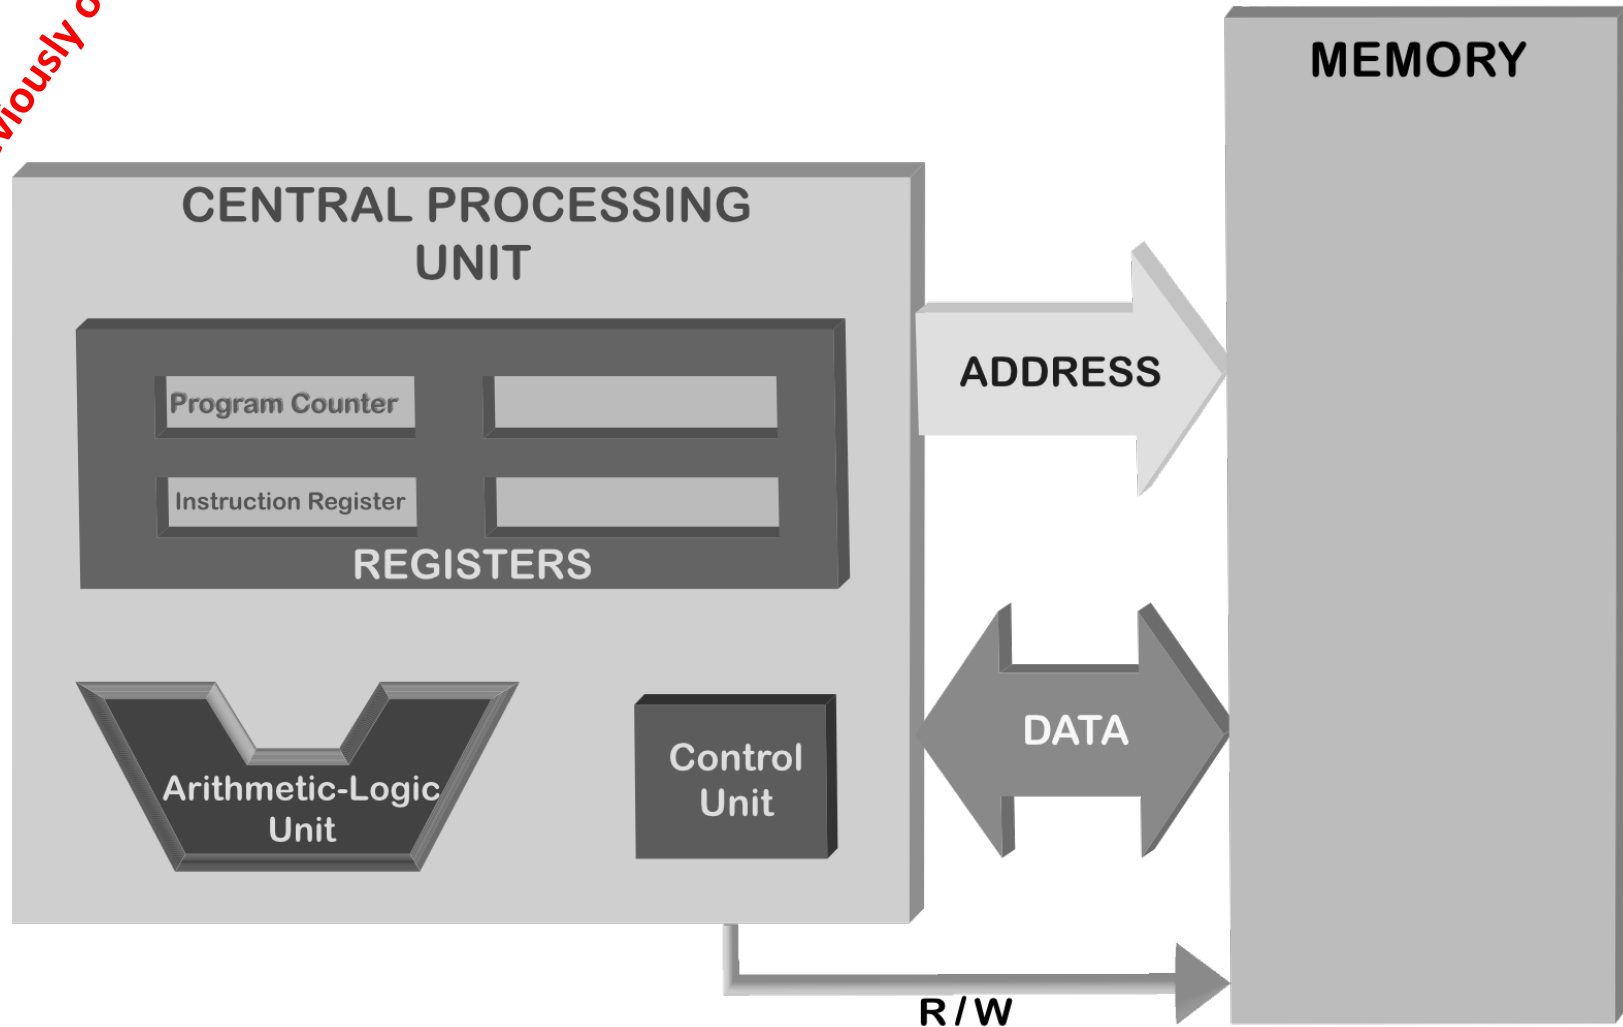 MEMORY
CENTRAL PROCESSING
UNIT
Program Counter
Instruction Register
REGISTERS
ADDRESS
DATA
Arithmetic-Logic
Unit
Control
Unit
R / W